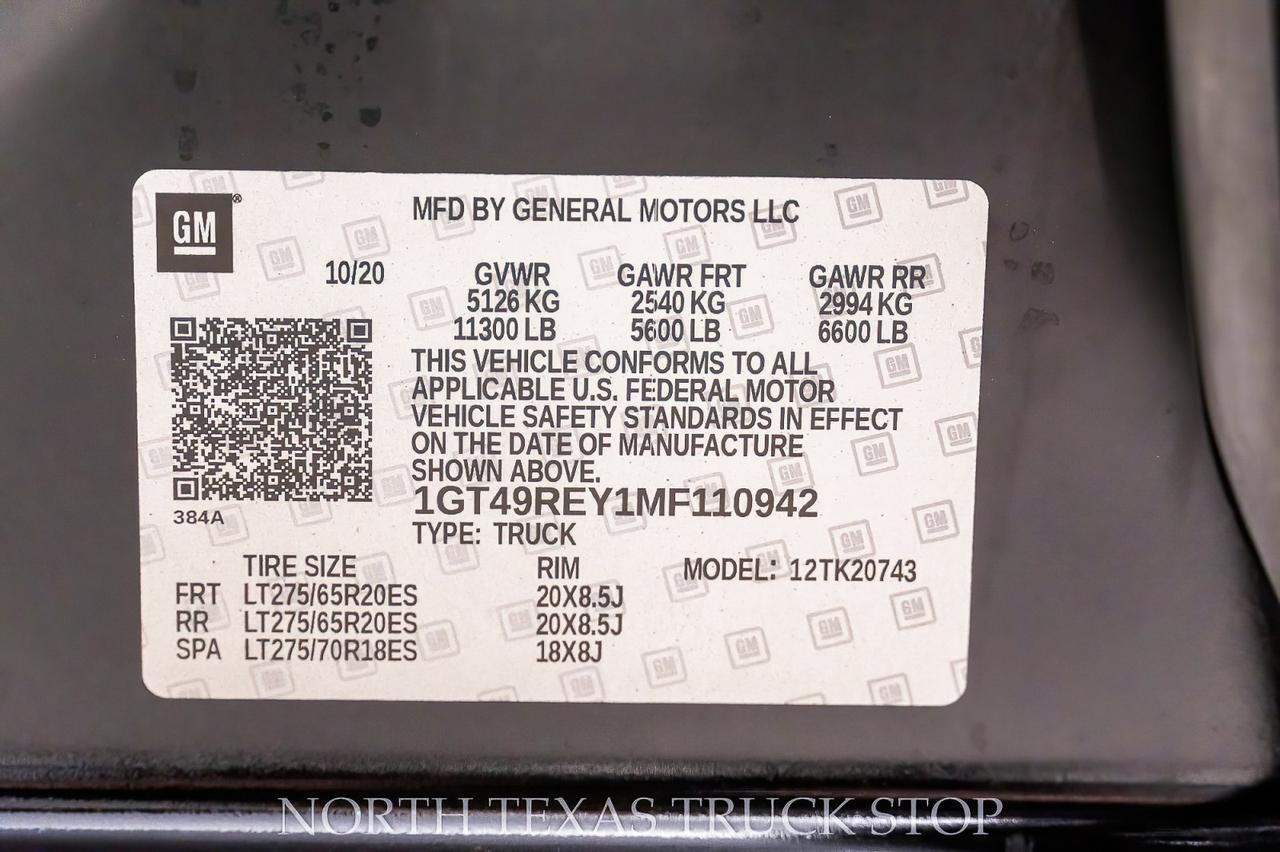 GM®
MFD BY GENERAL MOTORS LLC
10/20 GVWR GAWR FRT GAWR RR
5126 KG 2540 KG 2994 KG
11300 LB 5600 LB 6600 LB
THIS VEHICLE CONFORMS TO ALL
APPLICABLE U.S. FEDERAL MOTOR
VEHICLE SAFETY STANDARDS IN EFFECT
ON THE DATE OF MANUFACTURE
SHOWN ABOVE.
1GT49REY1MF110942
384A
TYPE: TRUCK
TIRE SIZE RIM MODEL: 12TK20743
FRT LT275/65R20ES 20X8.5J
RR LT275/65R20ES 20X8.5J
SPA LT275/70R18ES 18X8J
NORTH TEXAS TRUCK STOP